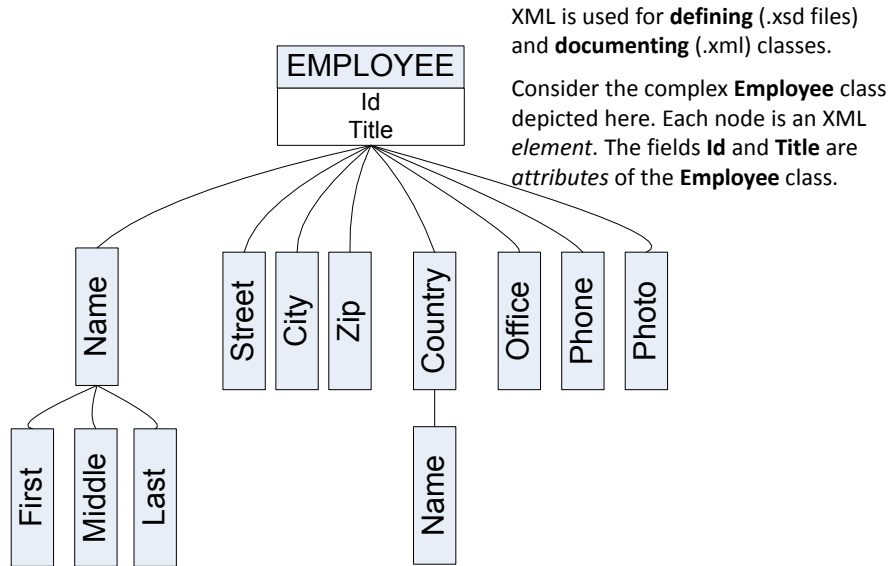 XML is used for defining (.xsd files)
and documenting (.xml) classes.
Consider the complex Employee class
depicted here. Each node is an XML
element. The fields Id and Title are
attributes of the Employee class.
EMPLOYEE
Id
Title
Name
Street
City
Zip
Country
Office
Phone
Photo
First
Middle
Last
Name